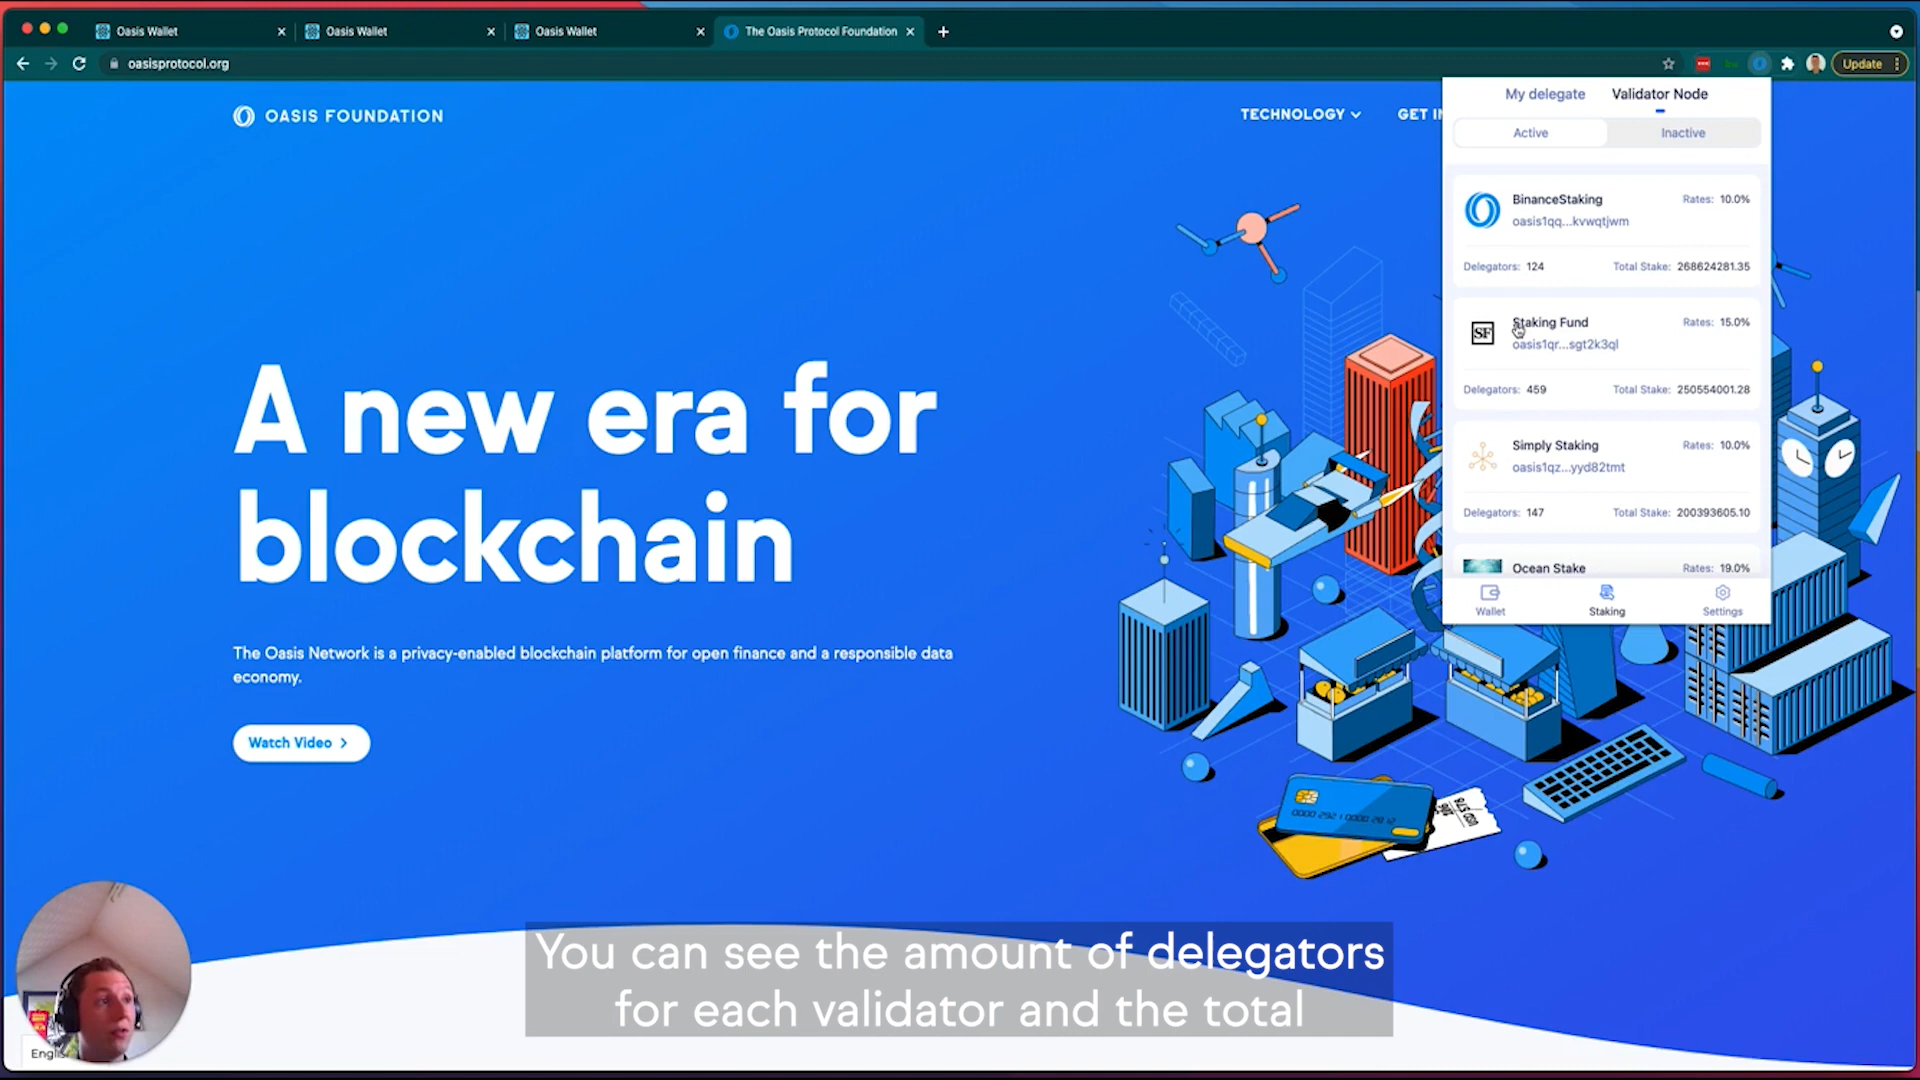 Oasis Wallet
Oasis Wallet
Oasis Wallet
The Oasis Protocol Foundation
oasisprotocol.org
Update
OASIS FOUNDATION
TECHNOLOGY
GET IN
My delegate
Validator Node
Active
Inactive
BinanceStaking
Rates: 10.0%
oasis1qq...kvwqtjwm
Delegators: 124
Total Stake: 268624281.35
SF
Staking Fund
Rates: 15.0%
oasis1qr...sgt2k3ql
Delegators: 459
Total Stake: 250554001.28
Simply Staking
Rates: 10.0%
oasis1qz...yyd82tmt
Delegators: 147
Total Stake: 200393605.10
Ocean Stake
Rates: 19.0%
Wallet
Staking
Settings
A new era for
blockchain
The Oasis Network is a privacy-enabled blockchain platform for open finance and a responsible data
economy.
Watch Video
You can see the amount of delegators
for each validator and the total